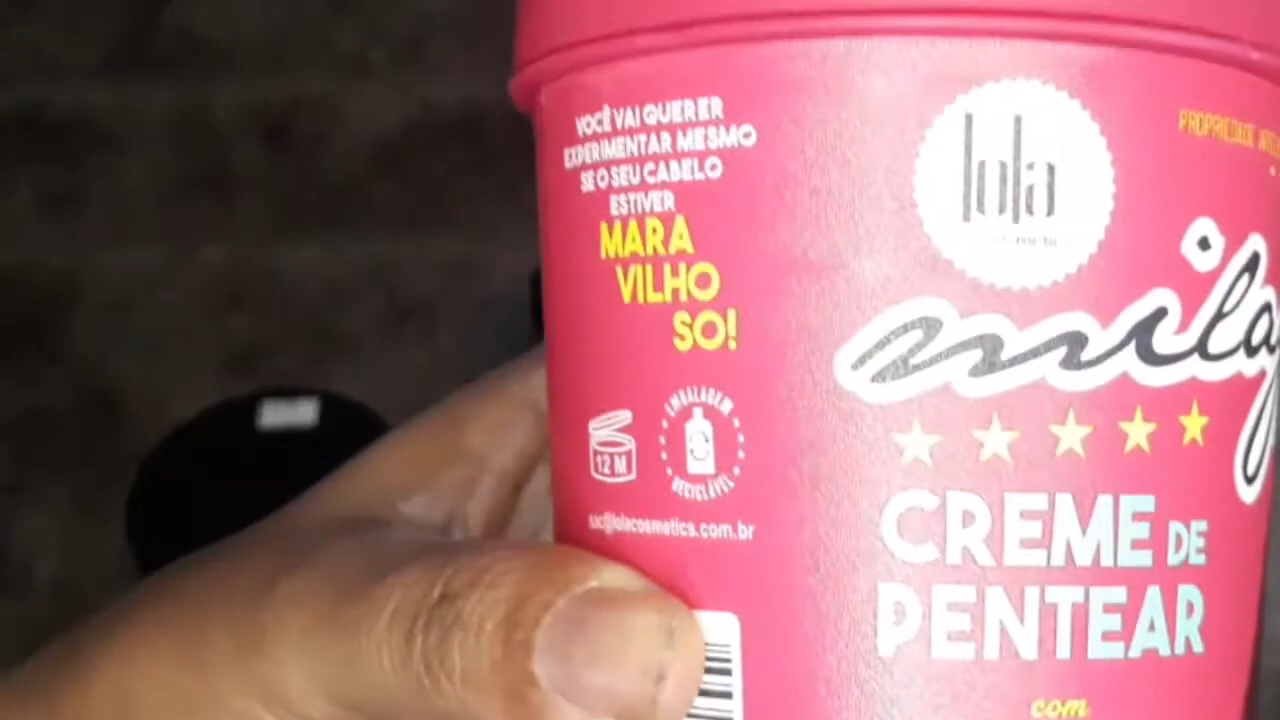 VOCÊ VAI QUERER
EXPERIMENTAR MESMO
SE O SEU CABELO
ESTIVER
MARA
VILHO
SO!
12 M
EMBALAGEM
RECICLÁVEL
sac@lolacosmetics.com.br
lola
PROPRIEDADE
CREME DE
PENTEAR
com